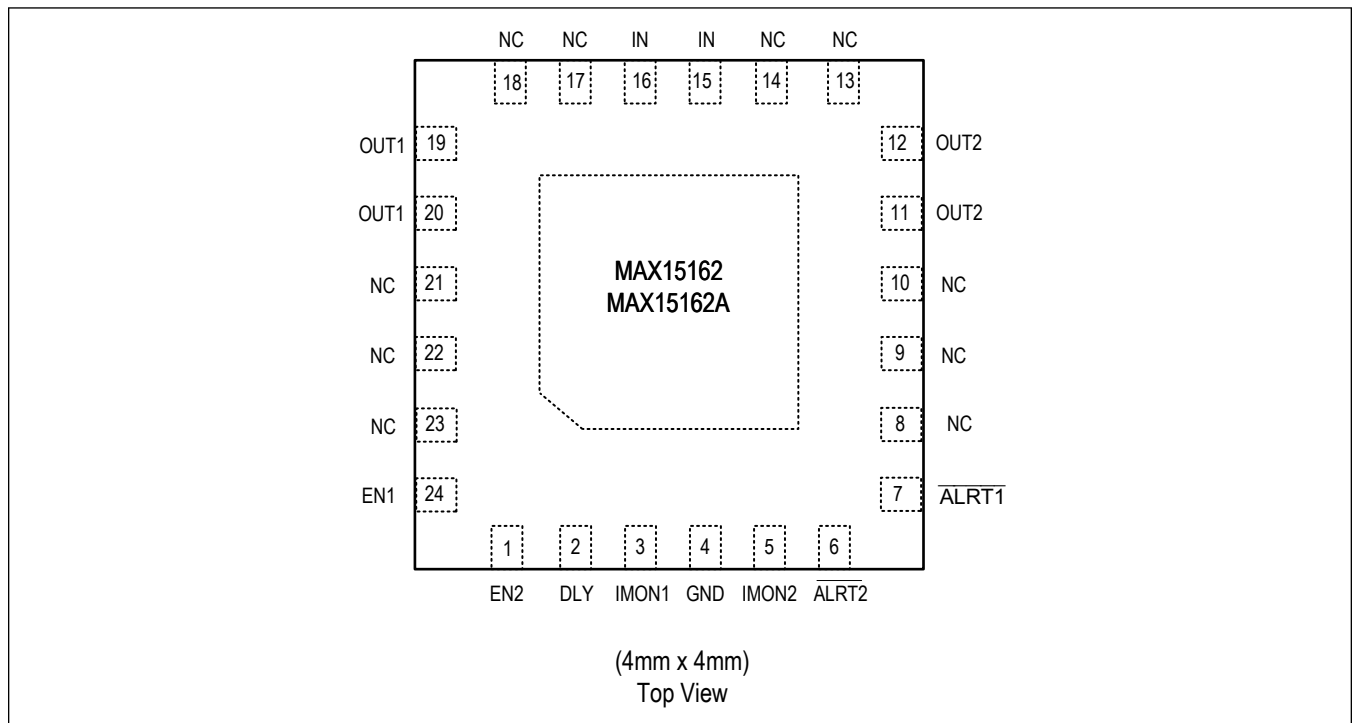 NC NC IN IN NC NC
18 17 16 15 14 13
OUT1 19 12 OUT2
OUT1 20 11 OUT2
MAX15162
NC 21 10 NC
MAX15162A
NC 22 9 NC
NC 23 8 NC
EN1 24 7 ALRT1
1 2 3 4 5 6
EN2 DLY IMON1 GND IMON2 ALRT2
(4mm x 4mm)
Top View